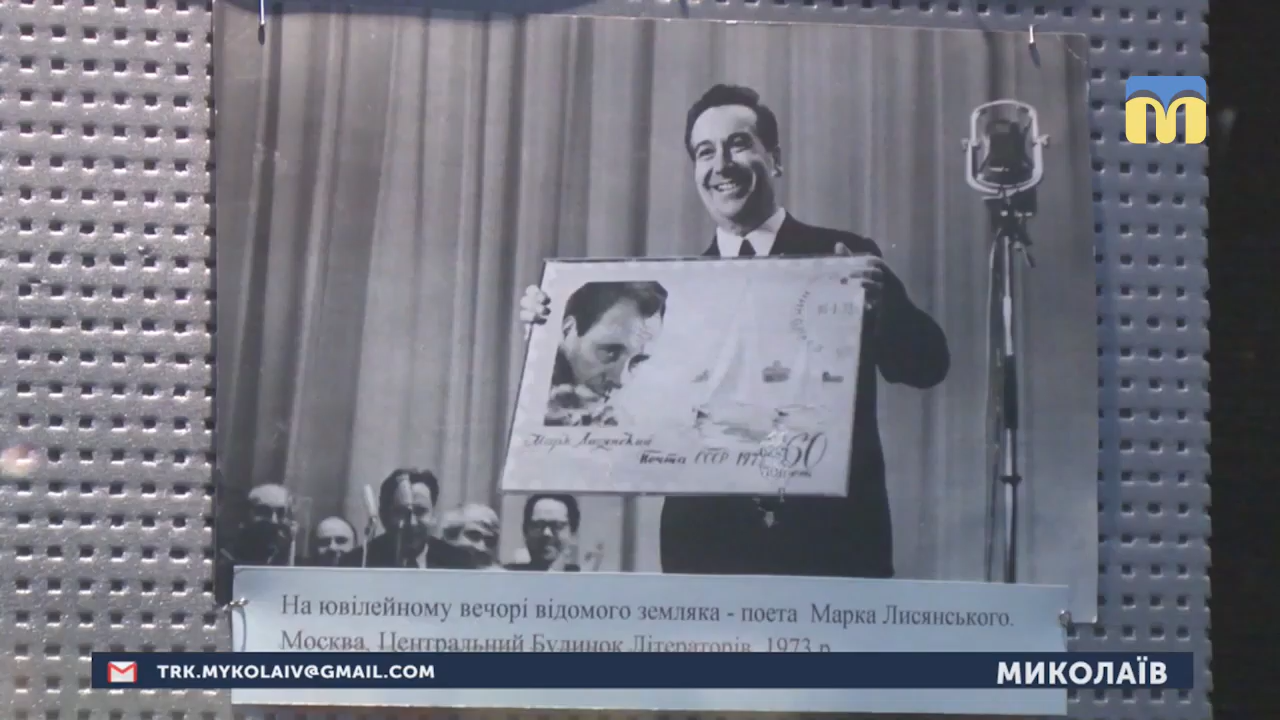 Марк Лисянский
Почта СССР 197
60
На ювілейному вечорі відомого земляка - поета Марка Лисянського.
Москва, Центральний Будинок Літераторів, 1973 р
TRK.MYKOLAIV@GMAIL.COM
МИКОЛАЇВ